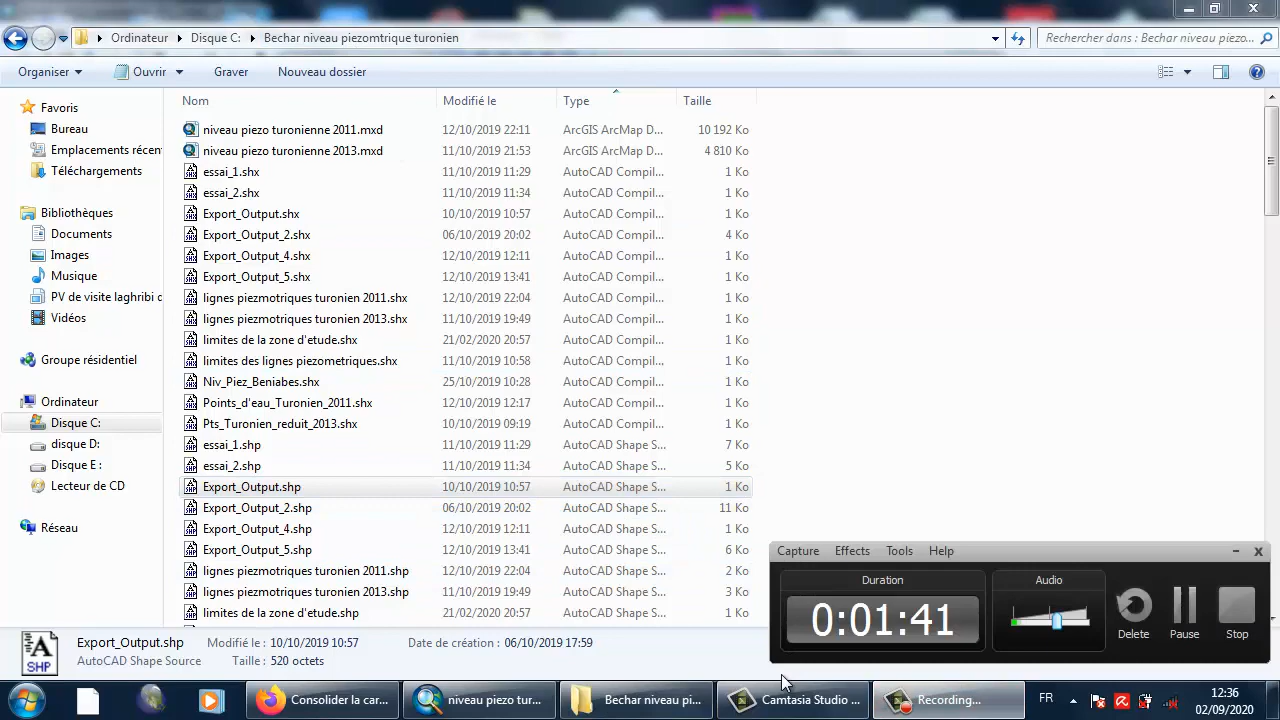 Ordinateur Disque C: Bechar niveau piezomtrique turonien Rechercher dans : Bechar niveau piezo...
Organiser Ouvrir Graver Nouveau dossier
Nom Modifié le Type Taille
Favoris
Bureau
Emplacements récen
Téléchargements
Bibliothèques
Documents
Images
Musique
PV de visite laghribi d
Vidéos
Groupe résidentiel
Ordinateur
Disque C:
disque D:
Disque E :
Lecteur de CD
Réseau
niveau piezo turonienne 2011.mxd 12/10/2019 22:11 ArcGIS ArcMap D... 10 192 Ko
niveau piezo turonienne 2013.mxd 11/10/2019 21:53 ArcGIS ArcMap D... 4 810 Ko
essai_1.shx 11/10/2019 11:29 AutoCAD Compil... 1 Ko
essai_2.shx 11/10/2019 11:34 AutoCAD Compil... 1 Ko
Export_Output.shx 10/10/2019 10:57 AutoCAD Compil... 1 Ko
Export_Output_2.shx 06/10/2019 20:02 AutoCAD Compil... 4 Ko
Export_Output_4.shx 12/10/2019 12:11 AutoCAD Compil... 1 Ko
Export_Output_5.shx 12/10/2019 13:41 AutoCAD Compil... 1 Ko
lignes piezmotriques turonien 2011.shx 12/10/2019 22:04 AutoCAD Compil... 1 Ko
lignes piezmotriques turonien 2013.shx 11/10/2019 19:49 AutoCAD Compil... 1 Ko
limites de la zone d'etude.shx 21/02/2020 20:57 AutoCAD Compil... 1 Ko
limites des lignes piezometriques.shx 11/10/2019 10:58 AutoCAD Compil... 1 Ko
Niv_Piez_Beniabes.shx 25/10/2019 10:28 AutoCAD Compil... 1 Ko
Points_d'eau_Turonien_2011.shx 12/10/2019 12:17 AutoCAD Compil... 1 Ko
Pts_Turonien_reduit_2013.shx 10/10/2019 09:19 AutoCAD Compil... 1 Ko
essai_1.shp 11/10/2019 11:29 AutoCAD Shape S... 7 Ko
essai_2.shp 11/10/2019 11:34 AutoCAD Shape S... 5 Ko
Export_Output.shp 10/10/2019 10:57 AutoCAD Shape S... 1 Ko
Export_Output_2.shp 06/10/2019 20:02 AutoCAD Shape S... 11 Ko
Export_Output_4.shp 12/10/2019 12:11 AutoCAD Shape S... 1 Ko
Export_Output_5.shp 12/10/2019 13:41 AutoCAD Shape S... 6 Ko
lignes piezmotriques turonien 2011.shp 12/10/2019 22:04 AutoCAD Shape S... 2 Ko
lignes piezmotriques turonien 2013.shp 11/10/2019 19:49 AutoCAD Shape S... 3 Ko
limites de la zone d'etude.shp 21/02/2020 20:57 AutoCAD Shape S... 1 Ko
Capture Effects Tools Help
Duration Audio
0:01:41
Delete Pause Stop
SHP
Export_Output.shp Modifié le : 10/10/2019 10:57 Date de création : 06/10/2019 17:59
AutoCAD Shape Source Taille : 520 octets
Consolider la car... niveau piezo tur... Bechar niveau pi... Camtasia Studio ... Recording... FR 12:36
02/09/2020